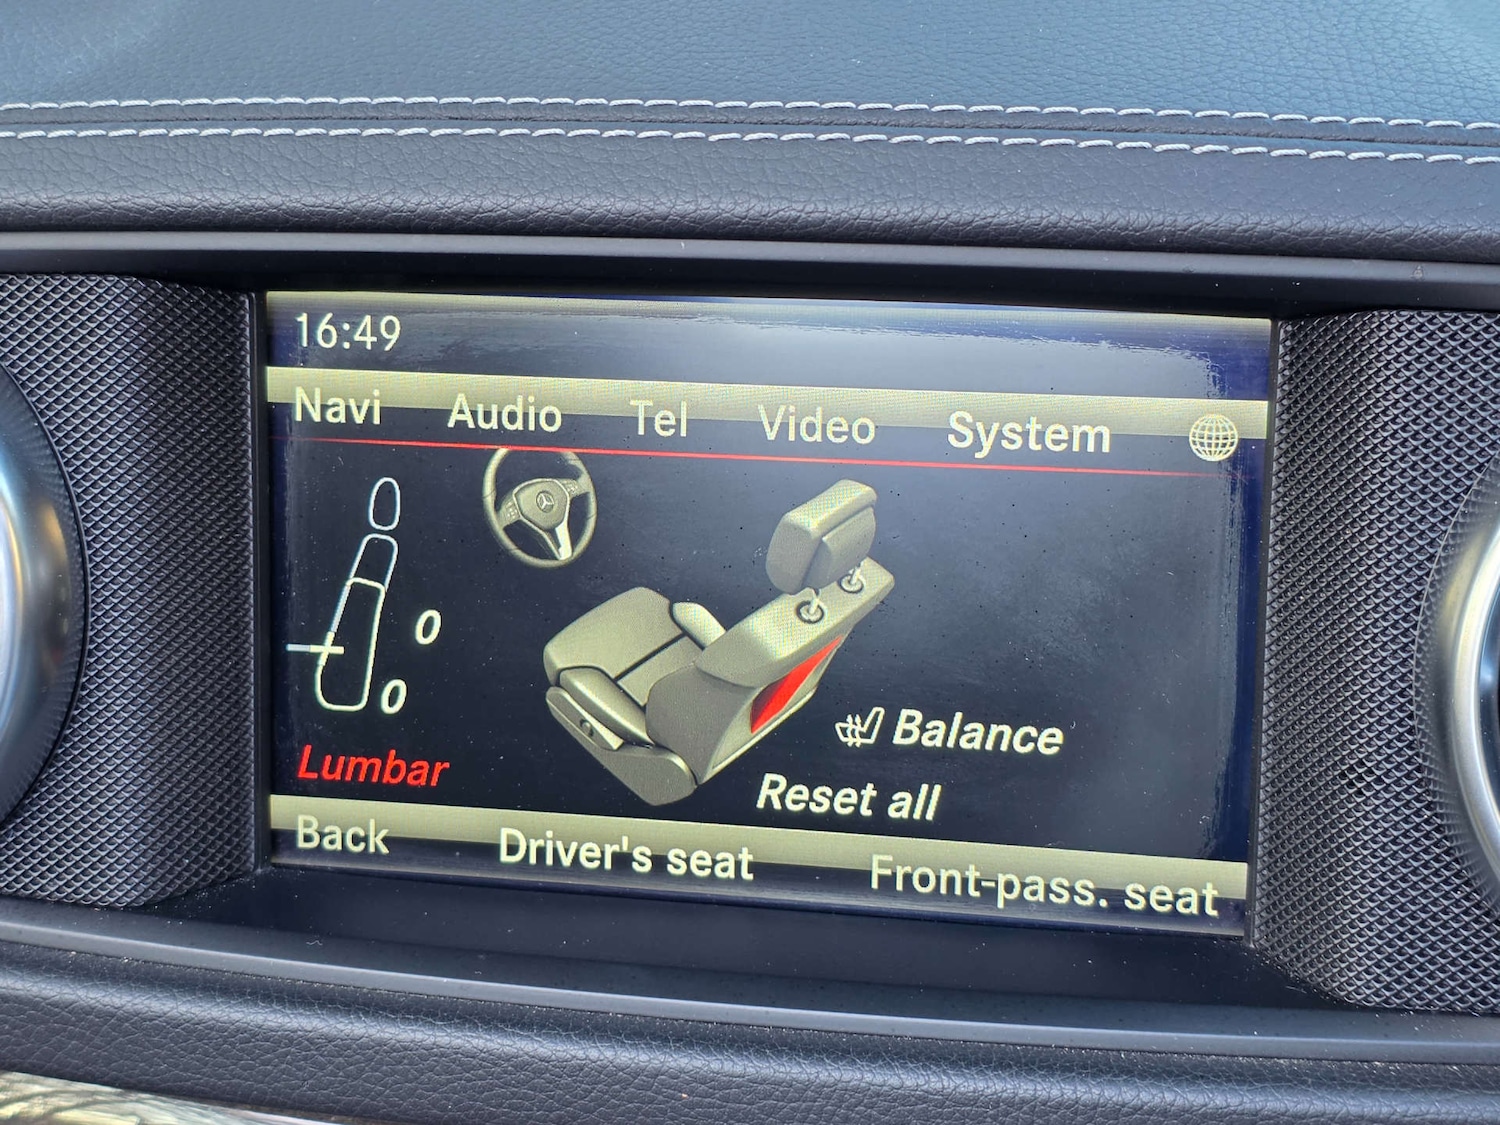 16:49
Navi Audio Tel Video System
0
0
Balance
Lumbar
Reset all
Back Driver's seat Front-pass. seat